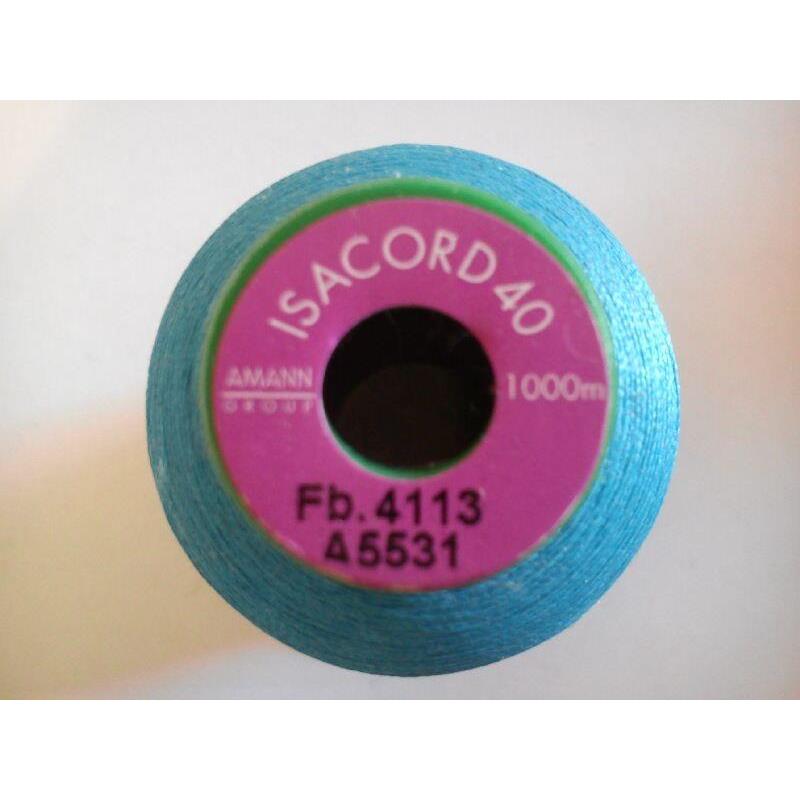 ISACORD 40
AMANN
GROUP
1000m
Fb.4113
A5531